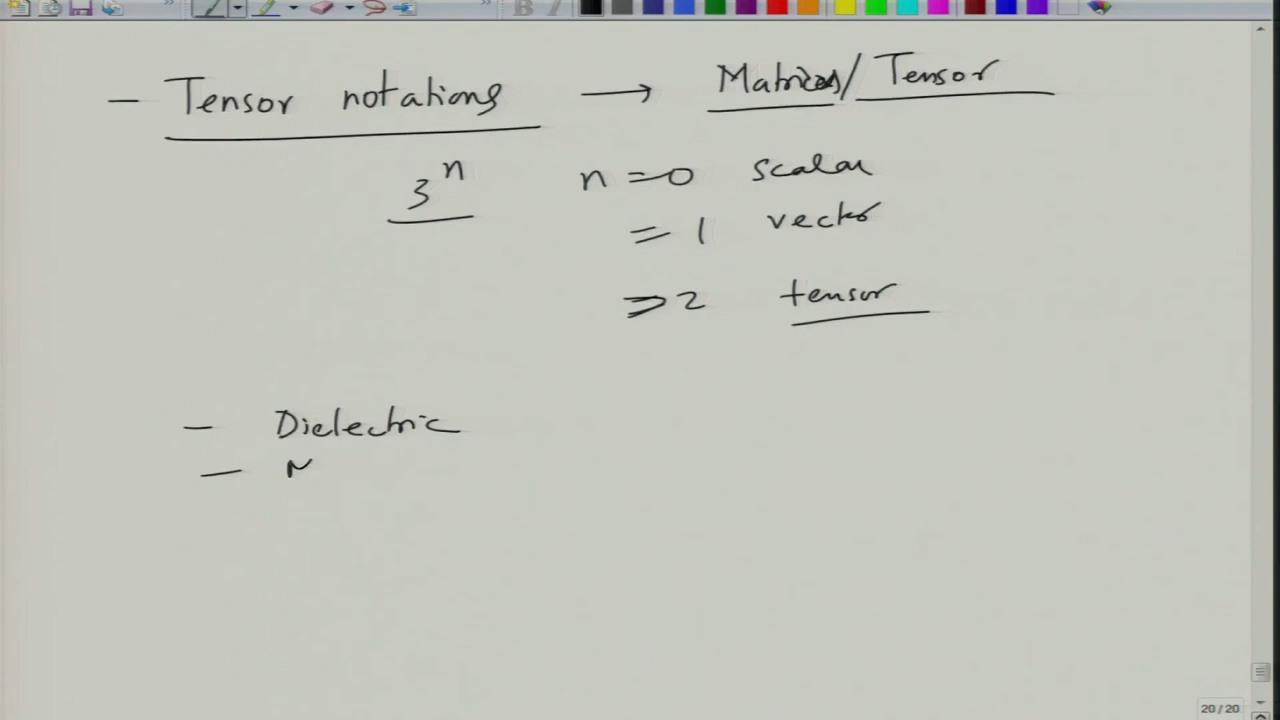 - Tensor notations → Matrices/Tensor
3^n n = 0 scalar
= 1 vector
⩾ 2 tensor
- Dielectric
- M
20 / 20